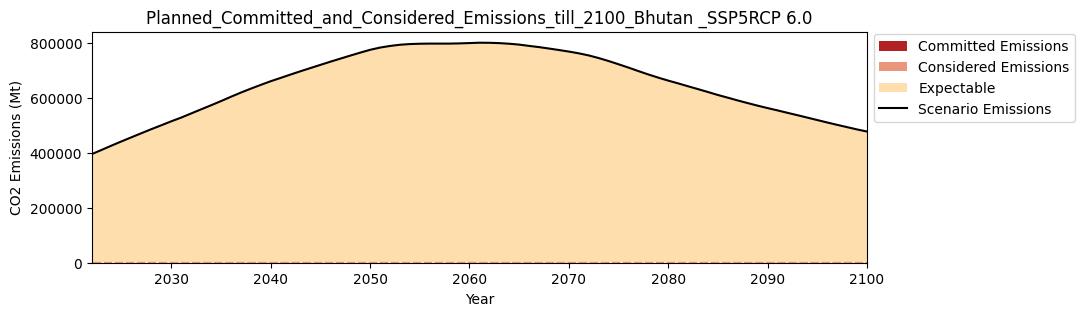 Planned_Committed_and_Considered_Emissions_till_2100_Bhutan _SSP5RCP 6.0
800000
600000
400000
200000
0
CO2 Emissions (Mt)
2030 2040 2050 2060 2070 2080 2090 2100
Year
Committed Emissions
Considered Emissions
Expectable
Scenario Emissions